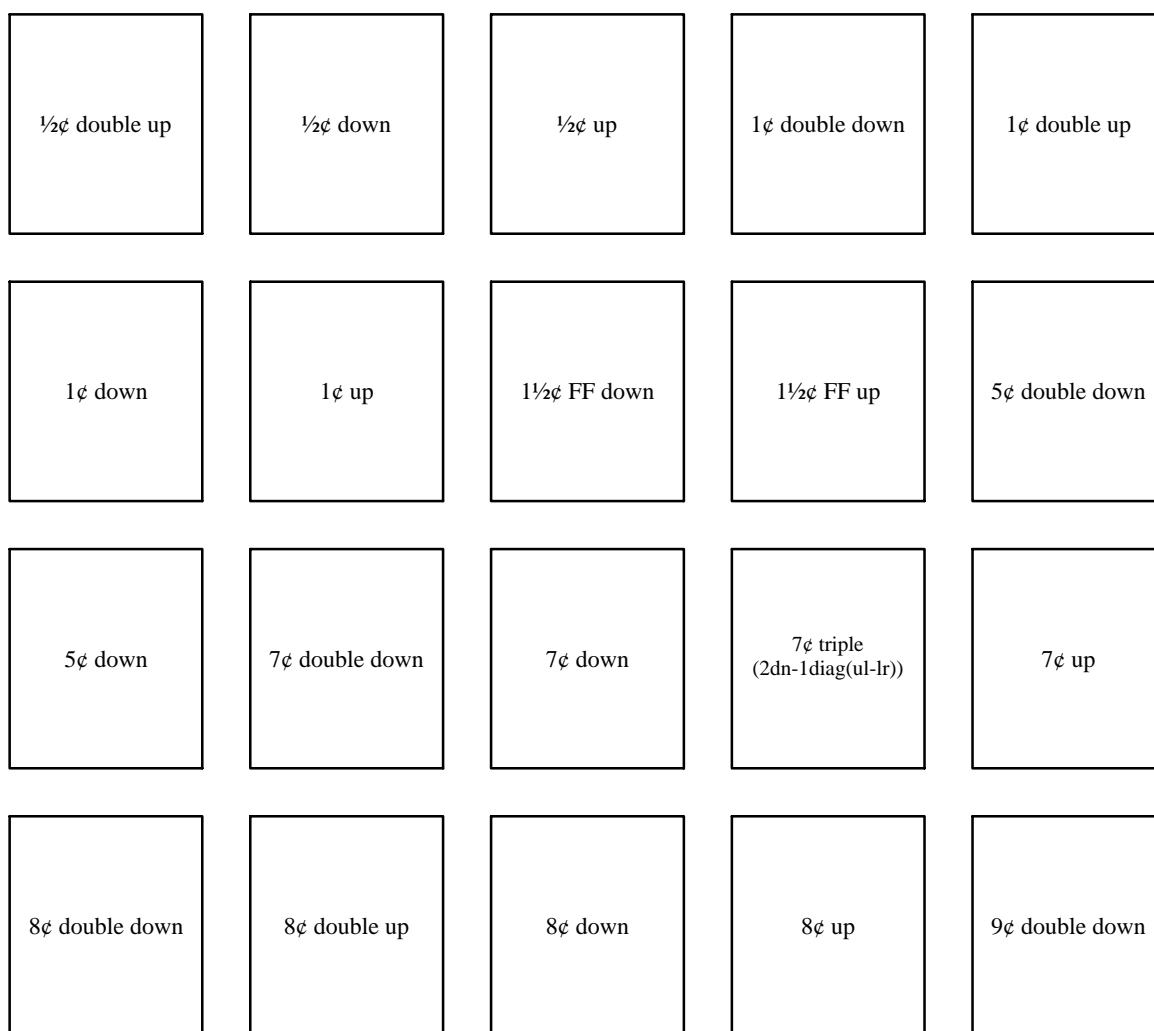 ½¢ double up
½¢ down
½¢ up
1¢ double down
1¢ double up
1¢ down
1¢ up
1½¢ FF down
1½¢ FF up
5¢ double down
5¢ down
7¢ double down
7¢ down
7¢ triple
(2dn-1diag(ul-lr))
7¢ up
8¢ double down
8¢ double up
8¢ down
8¢ up
9¢ double down